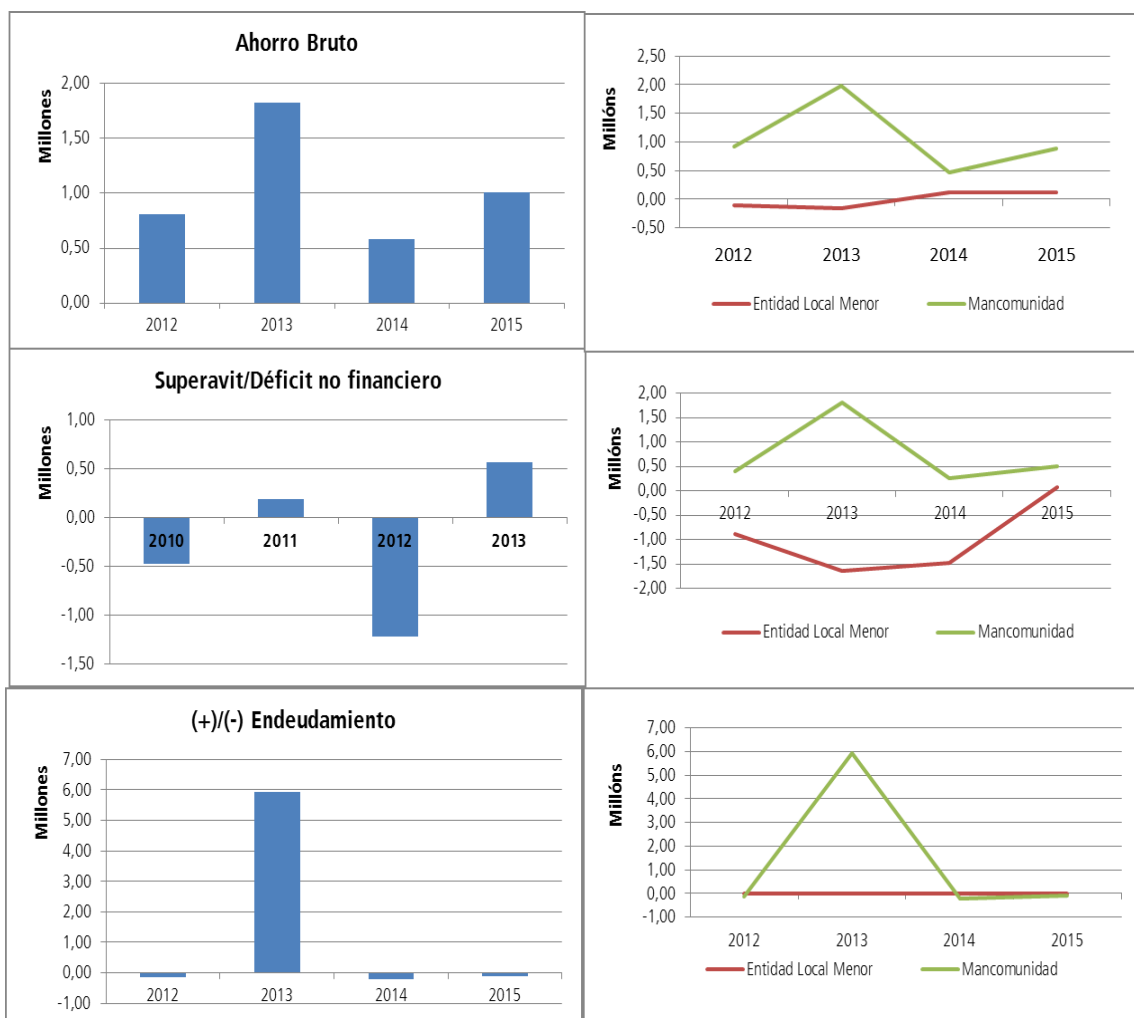 Ahorro Bruto
Millones
2,00
1,50
1,00
0,50
0,00
2012 2013 2014 2015
Millóns
2,50
2,00
1,50
1,00
0,50
0,00
-0,50
2012 2013 2014 2015
Entidad Local Menor Mancomunidad
Superavit/Déficit no financiero
Millones
1,00
0,50
0,00
-0,50
-1,00
-1,50
2010 2011 2012 2013
Millóns
2,00
1,50
1,00
0,50
0,00
-0,50
-1,00
-1,50
-2,00
2012 2013 2014 2015
Entidad Local Menor Mancomunidad
(+)/(-) Endeudamiento
Millones
7,00
6,00
5,00
4,00
3,00
2,00
1,00
0,00
-1,00
2012 2013 2014 2015
Millóns
7,00
6,00
5,00
4,00
3,00
2,00
1,00
0,00
-1,00
2012 2013 2014 2015
Entidad Local Menor Mancomunidad